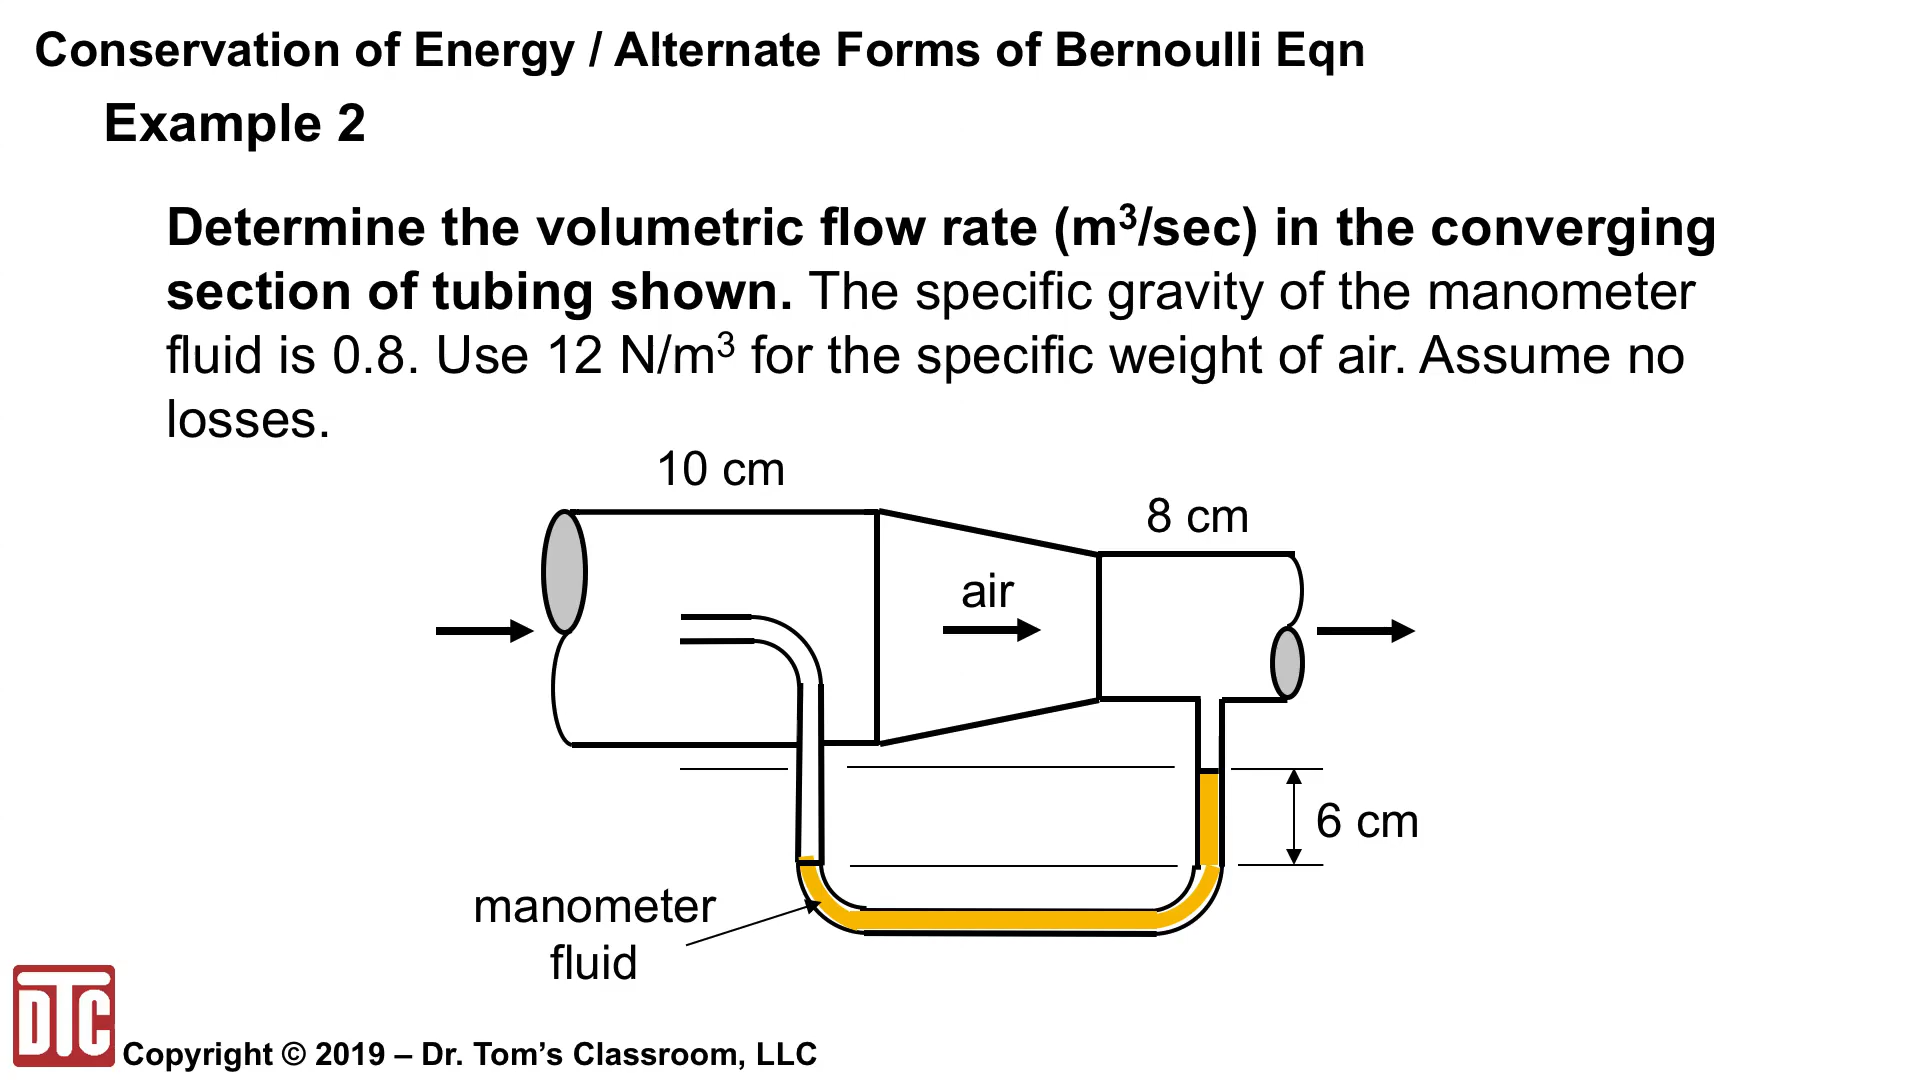 Conservation of Energy / Alternate Forms of Bernoulli Eqn
Example 2
Determine the volumetric flow rate (m³/sec) in the converging
section of tubing shown. The specific gravity of the manometer
fluid is 0.8. Use 12 N/m³ for the specific weight of air. Assume no
losses.
10 cm
8 cm
air
6 cm
manometer
fluid
DTC
Copyright © 2019 – Dr. Tom’s Classroom, LLC